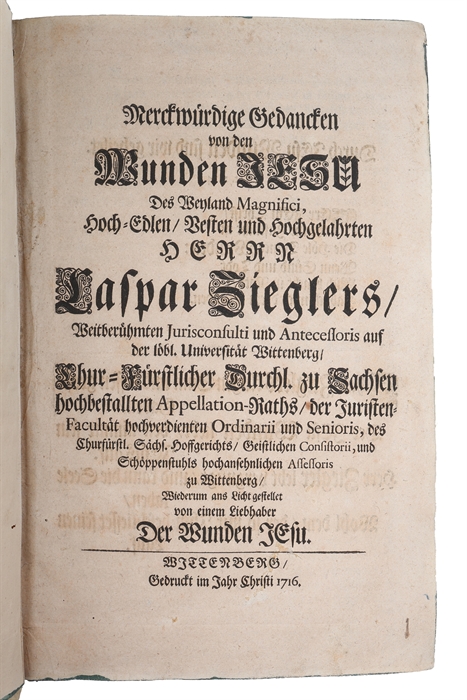 Merckwürdige Gedancken
von den
Wunden JESU
Des Weyland Magnifici,
Hoch-Edlen/ Vesten und Hochgelahrten
HERRN
Caspar Zieglers/
Weitberühmten Jurisconsulti und Antecessoris auf
der löbl. Universität Wittenberg/
Chur-Fürstlicher Durchl. zu Sachsen
hochbestallten Appellation-Raths/ der Juristen-
Facultät hochverdienten Ordinarii und Senioris, des
Churfürstl. Sächs. Hoffgerichts/ Geistlichen Consistorii, und
Schöppenstuhls hochansehnlichen Assessoris
zu Wittenberg/
Wiederum ans Licht gestellet
von einem Liebhaber
Der Wunden JEsu.
WITTENBERG/
Gedruckt im Jahr Christi 1716.
1